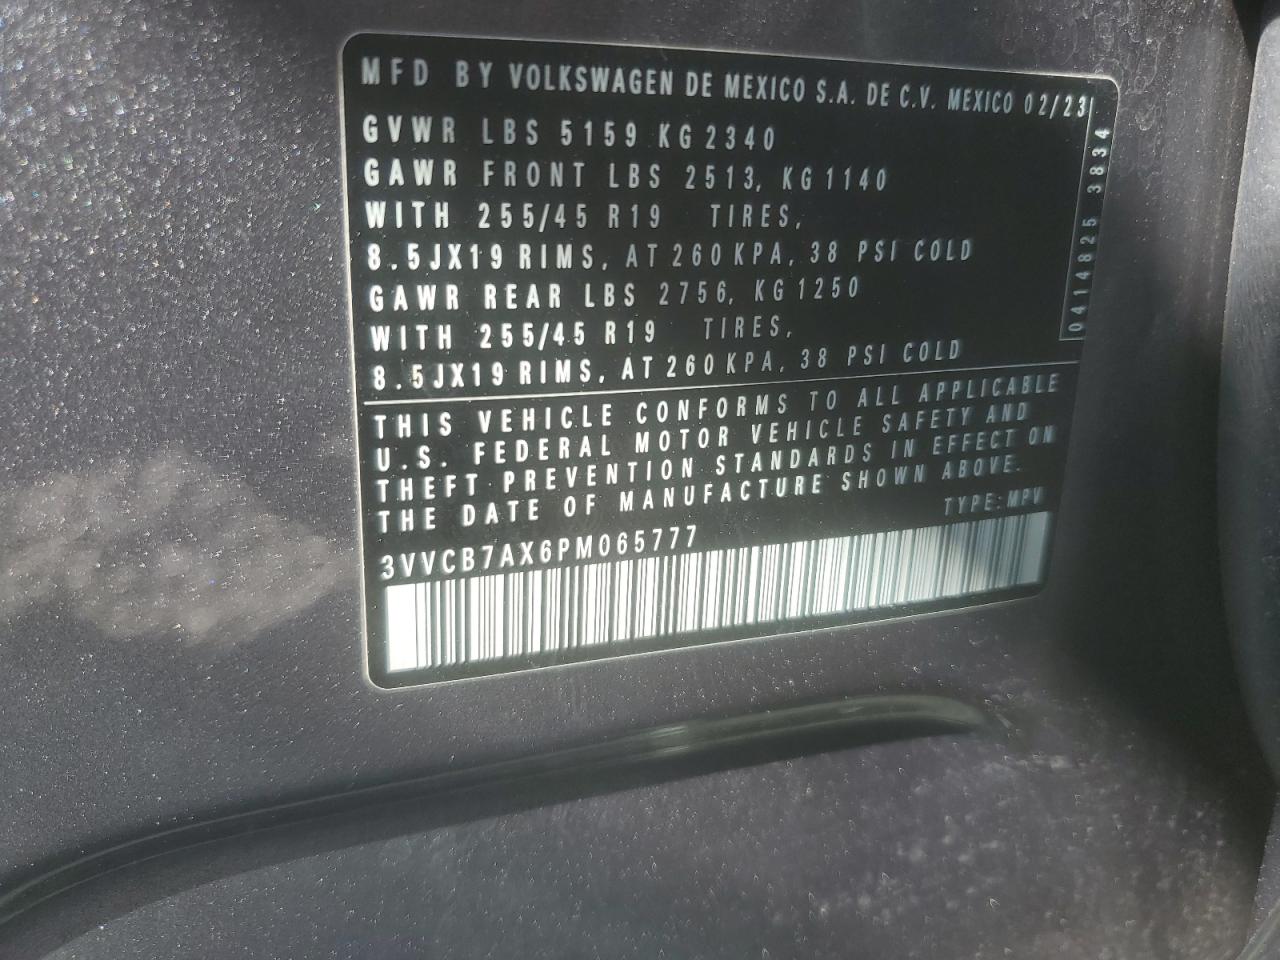 MFD BY VOLKSWAGEN DE MEXICO S.A. DE C.V. MEXICO 02/23
GVWR LBS 5159 KG 2340
GAWR FRONT LBS 2513, KG 1140
WITH 255/45 R19 TIRES,
8.5JX19 RIMS, AT 260 KPA, 38 PSI COLD
GAWR REAR LBS 2756, KG 1250
WITH 255/45 R19 TIRES,
8.5JX19 RIMS, AT 260 KPA, 38 PSI COLD
0414825 3834
THIS VEHICLE CONFORMS TO ALL APPLICABLE
U.S. FEDERAL MOTOR VEHICLE SAFETY AND
THEFT PREVENTION STANDARDS IN EFFECT ON
THE DATE OF MANUFACTURE SHOWN ABOVE.
TYPE: MPV
3VVCB7AX6PM065777